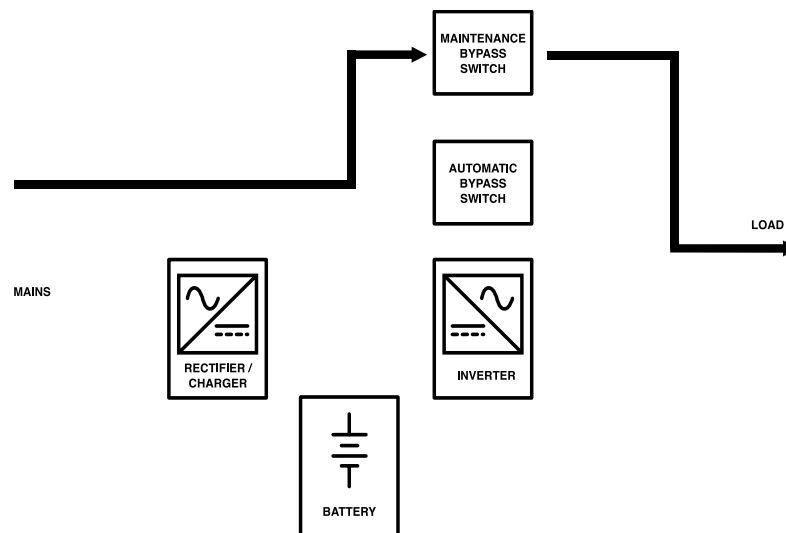 MAINTENANCE
BYPASS
SWITCH
AUTOMATIC
BYPASS
SWITCH
LOAD
MAINS
RECTIFIER /
CHARGER
INVERTER
BATTERY